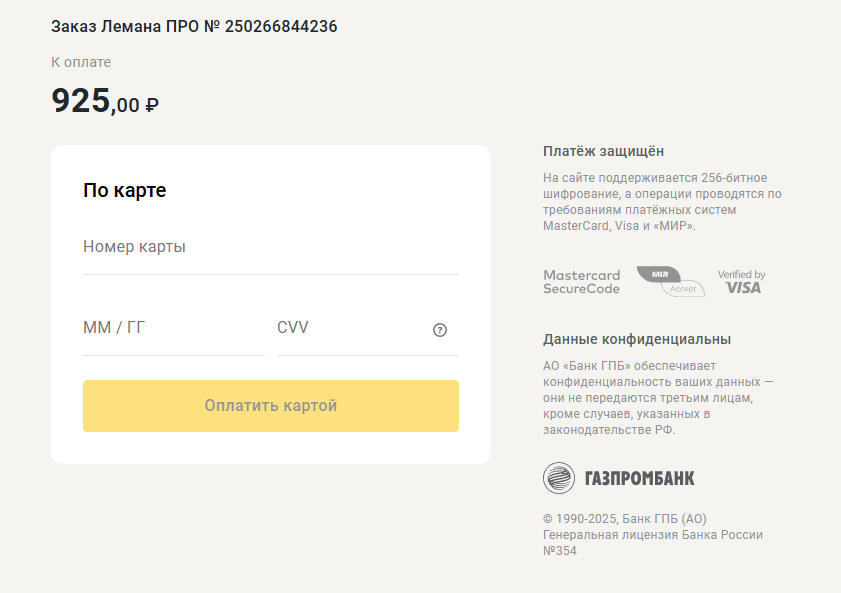 Заказ Лемана ПРО № 250266844236
К оплате
925,00 ₽
По карте
Номер карты
ММ / ГГ
CVV
?
Оплатить картой
Платёж защищён
На сайте поддерживается 256-битное
шифрование, а операции проводятся по
требованиям платёжных систем
MasterCard, Visa и «МИР».
Mastercard
SecureCode
MIR
Accept
Verified by
VISA
Данные конфиденциальны
АО «Банк ГПБ» обеспечивает
конфиденциальность ваших данных —
они не передаются третьим лицам,
кроме случаев, указанных в
законодательстве РФ.
ГАЗПРОМБАНК
© 1990-2025, Банк ГПБ (АО)
Генеральная лицензия Банка России
№354